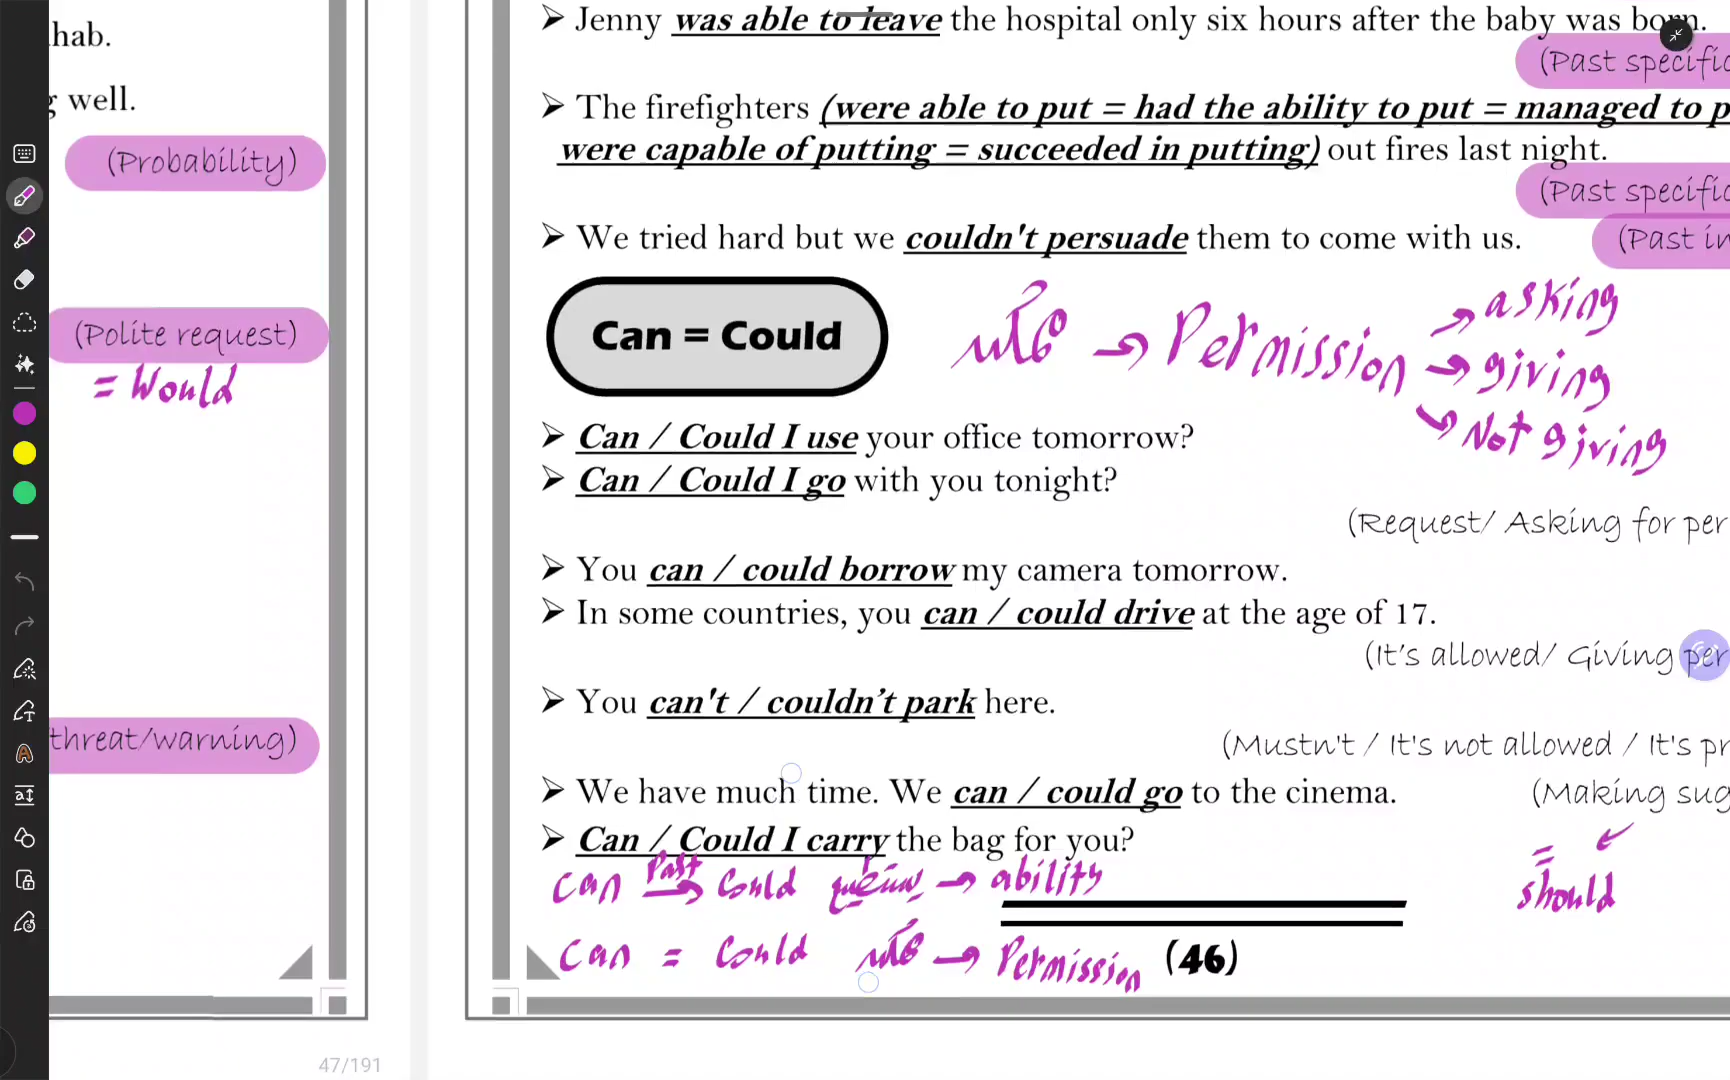 hab.
well.
(Probability)
(Polite request)
= Would
threat/warning)
47/191
➢ Jenny was able to leave the hospital only six hours after the baby was born.
(Past specific
➢ The firefighters (were able to put = had the ability to put = managed to p
were capable of putting = succeeded in putting) out fires last night.
(Past specific
➢ We tried hard but we couldn't persuade them to come with us.
(Past in
Can = Could
→ Permission → asking
→ giving
→ Not giving
➢ Can / Could I use your office tomorrow?
➢ Can / Could I go with you tonight?
(Request/ Asking for per
➢ You can / could borrow my camera tomorrow.
➢ In some countries, you can / could drive at the age of 17.
(It's allowed/ Giving per
➢ You can't / couldn’t park here.
(Mustn't / It's not allowed / It's pr
➢ We have much time. We can / could go to the cinema.
(Making sug
= should
➢ Can / Could I carry the bag for you?
Can Past → Could → ability
Can = Could → Permission
(46)